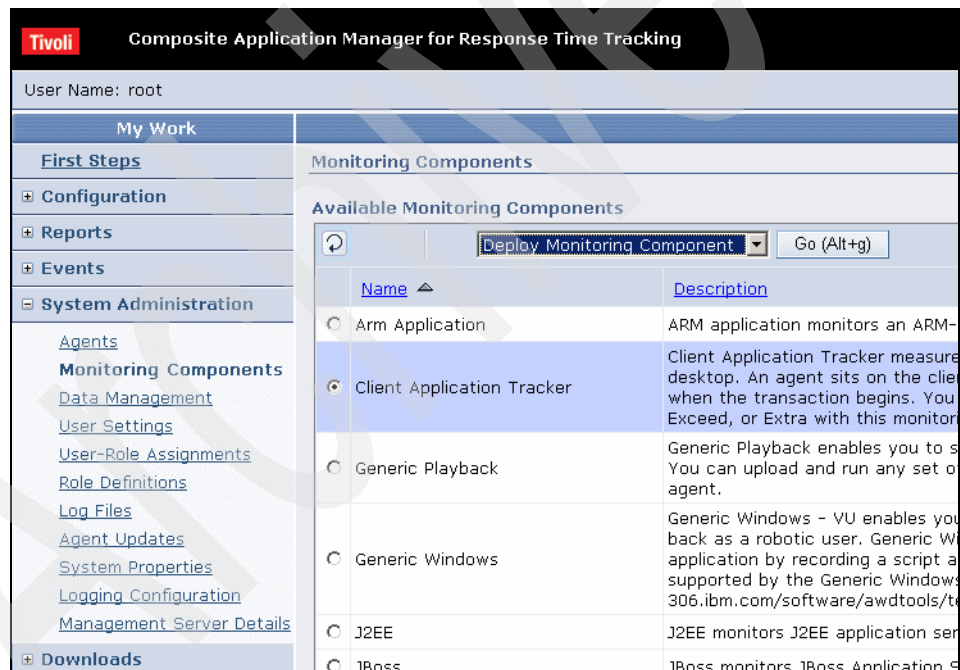 Tivoli Composite Application Manager for Response Time Tracking
User Name: root
My Work
First Steps
Configuration
Reports
Events
System Administration
Agents
Monitoring Components
Data Management
User Settings
User-Role Assignments
Role Definitions
Log Files
Agent Updates
System Properties
Logging Configuration
Management Server Details
Downloads
Monitoring Components
Available Monitoring Components
Deploy Monitoring Component Go (Alt+g)
Name Description
Arm Application
ARM application monitors an ARM-
Client Application Tracker
Client Application Tracker measure
desktop. An agent sits on the clie
when the transaction begins. You
Exceed, or Extra with this monitori
Generic Playback
Generic Playback enables you to s
You can upload and run any set o
agent.
Generic Windows
Generic Windows - VU enables you
back as a robotic user. Generic Wi
application by recording a script a
supported by the Generic Windows
306.ibm.com/software/awdtools/te
J2EE
J2EE monitors J2EE application ser
JBoss
JBoss monitors JBoss Application S